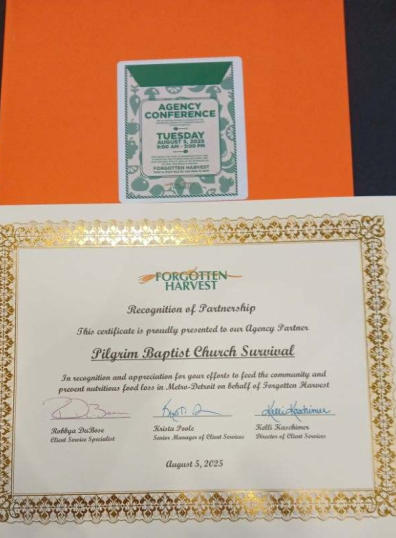 AGENCY
CONFERENCE
TUESDAY
AUGUST 5, 2025
9:00 AM - 3:00 PM
FORGOTTEN HARVEST
FORGOTTEN
HARVEST
Recognition of Partnership
This certificate is proudly presented to our Agency Partner
Pilgrim Baptist Church Survival
In recognition and appreciation for your efforts to feed the community and
prevent nutritious food loss in Metro-Detroit on behalf of Forgotten Harvest
Robbya DuBose
Krista Poole
Kelli Kaschimer
Client Service Specialist
Senior Manager of Client Services
Director of Client Services
August 5, 2025